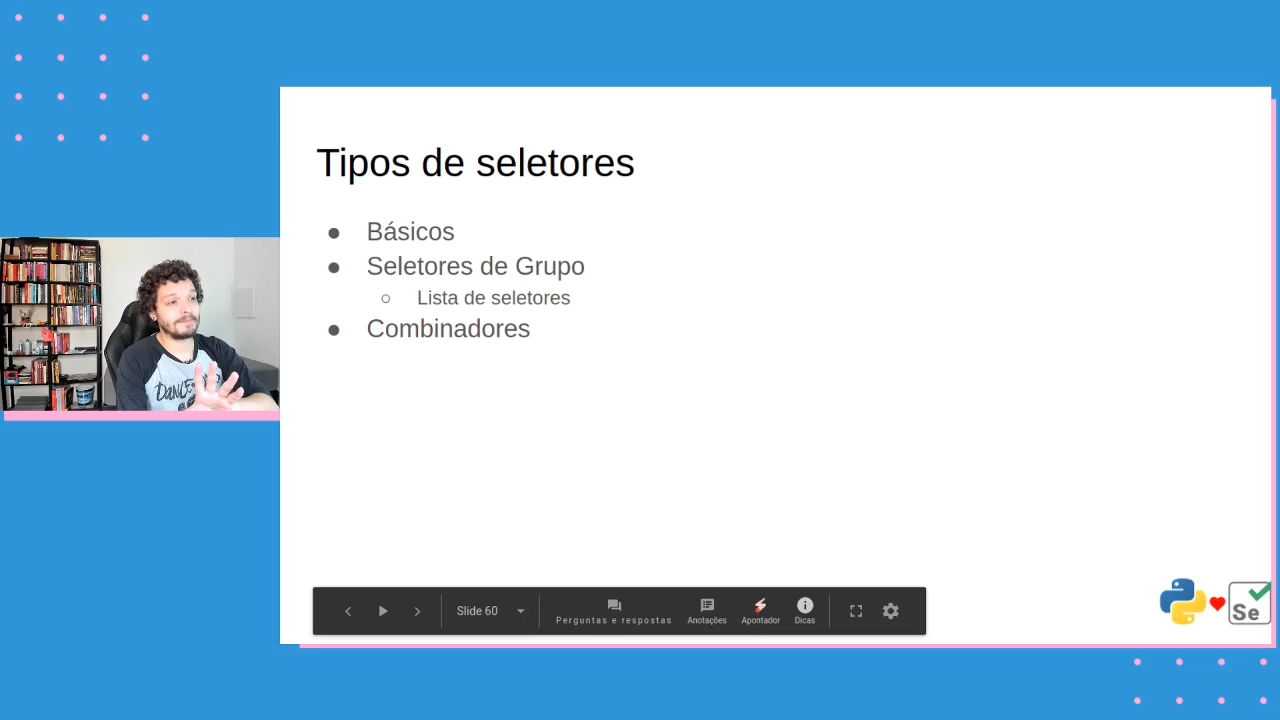 Tipos de seletores
● Básicos
● Seletores de Grupo
○ Lista de seletores
● Combinadores
DANCE
Slide 60
Perguntas e respostas
Anotações
Apontador
Dicas
Se